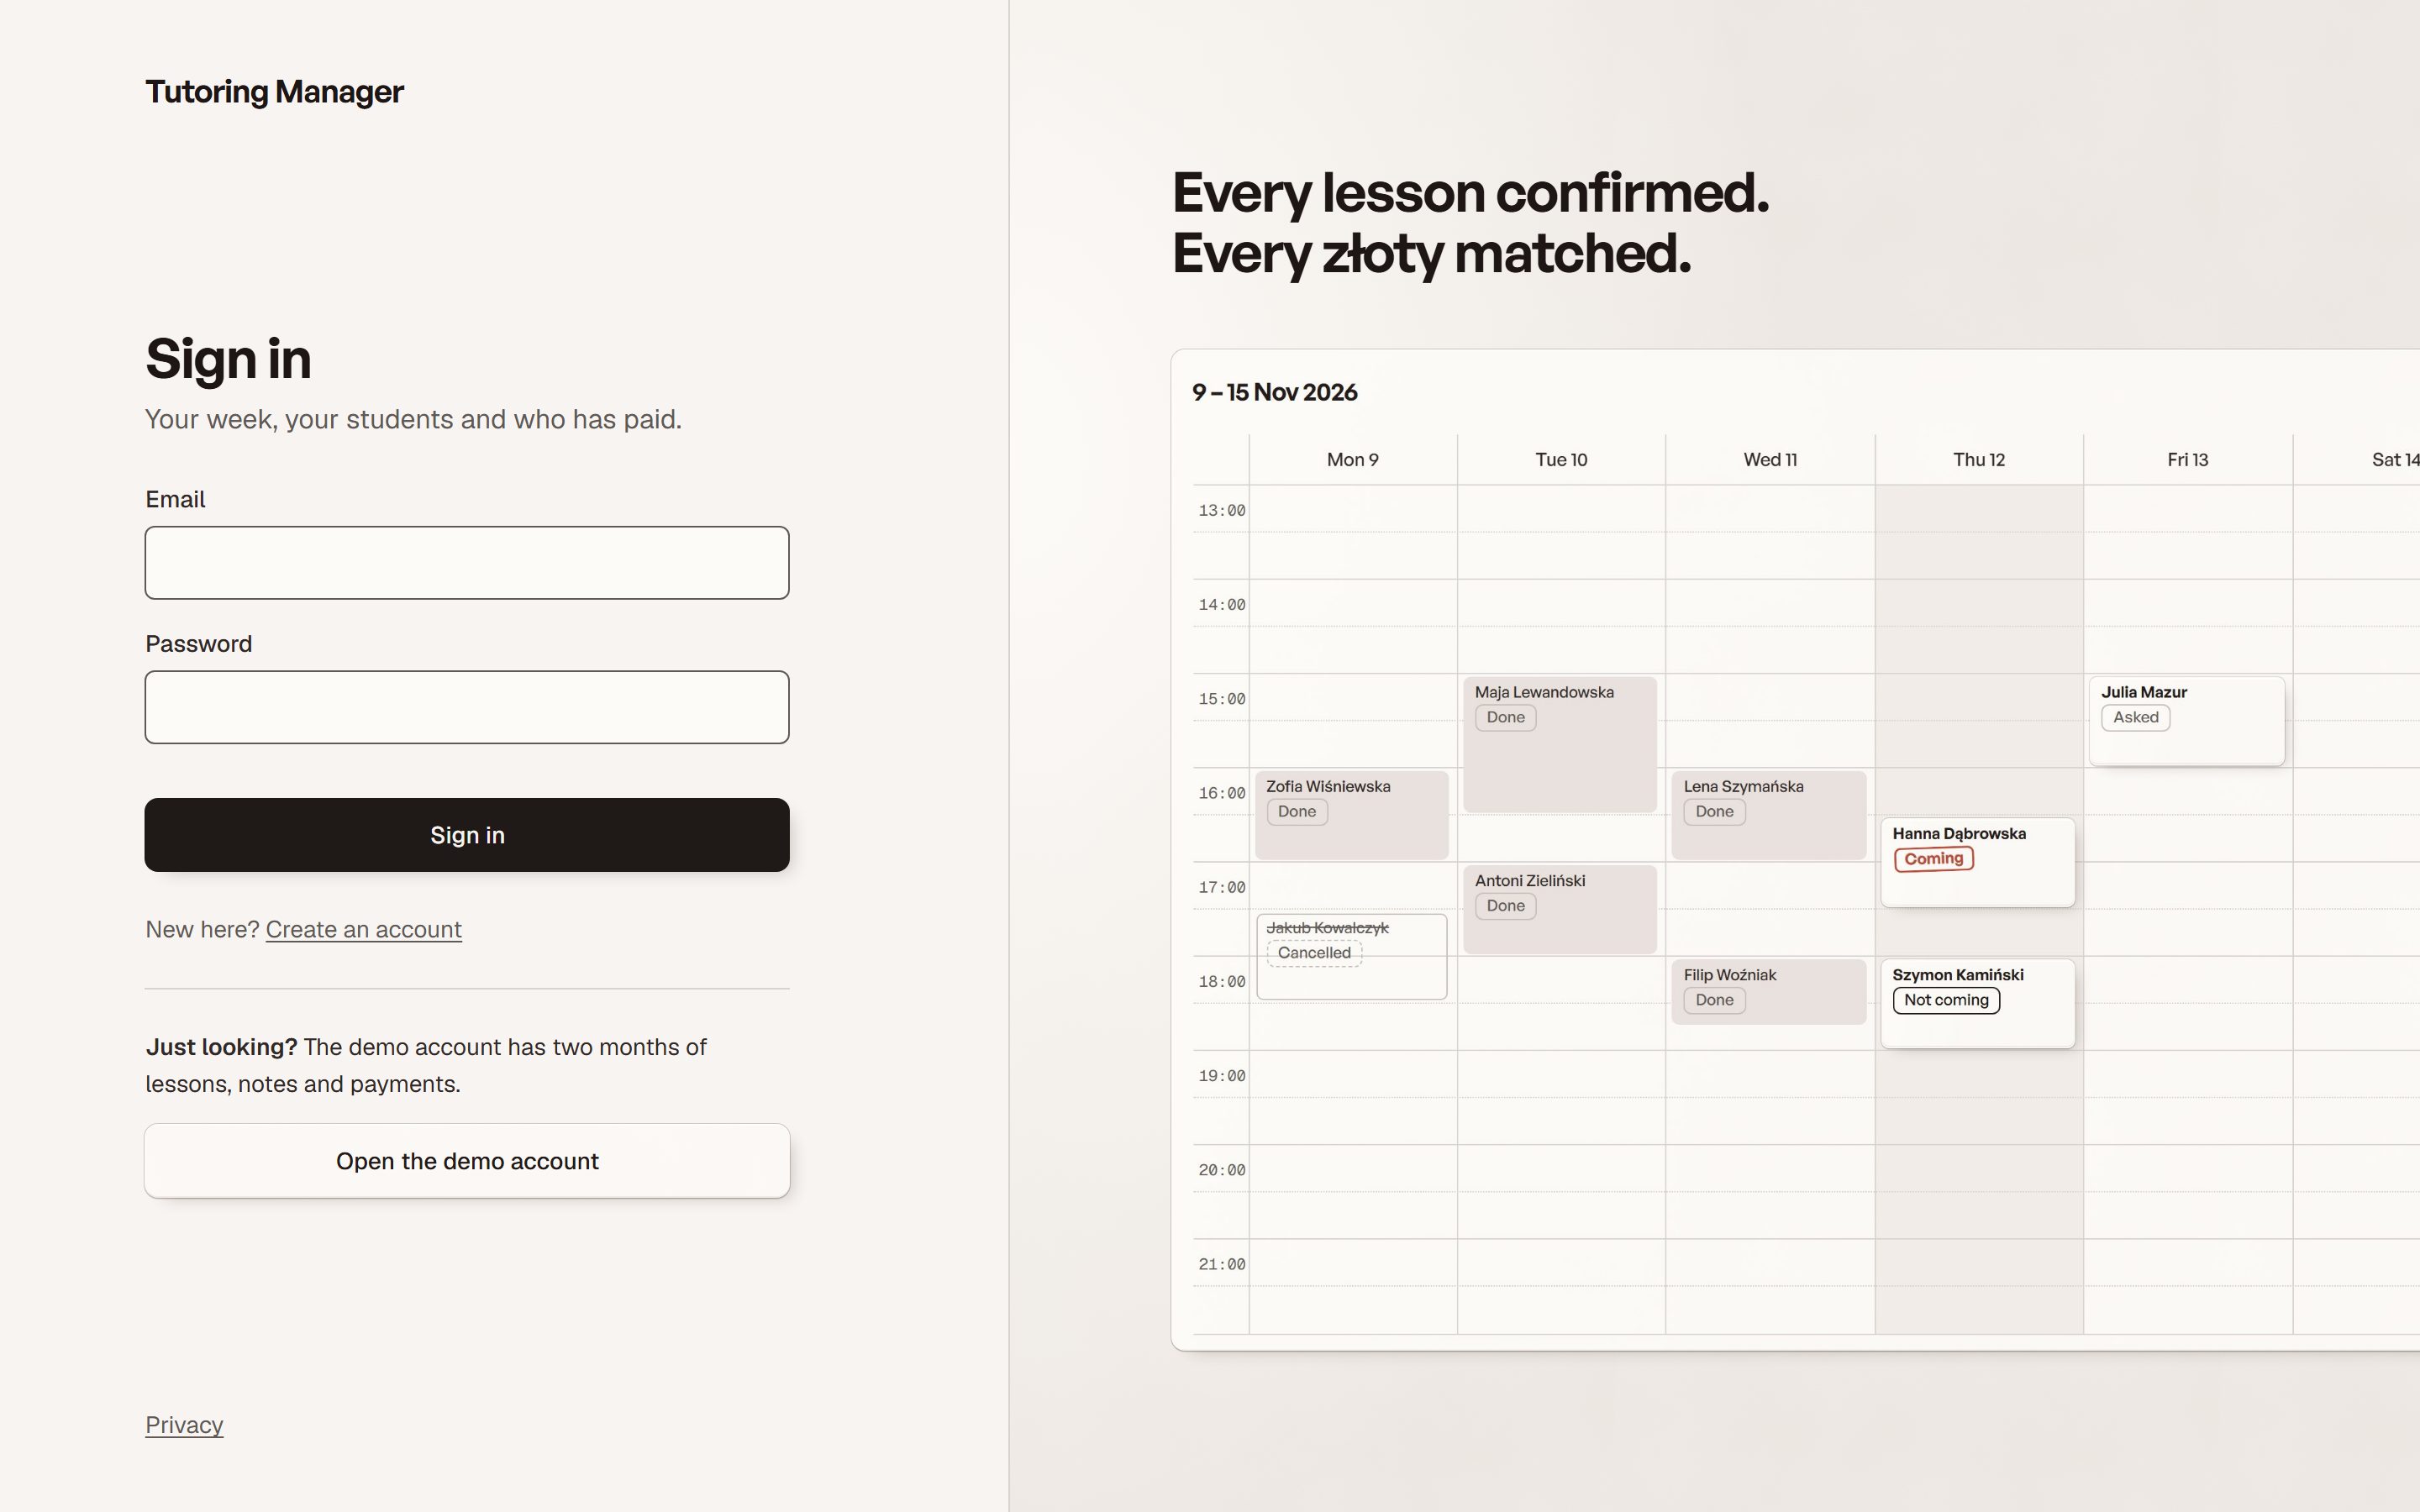 Tutoring Manager
Sign in
Your week, your students and who has paid.
Email
Password
Sign in
New here? Create an account
Just looking? The demo account has two months of
lessons, notes and payments.
Open the demo account
Privacy
Every lesson confirmed.
Every złoty matched.
9 – 15 Nov 2026
Mon 9
Tue 10
Wed 11
Thu 12
Fri 13
Sat 14
13:00
14:00
15:00
16:00
17:00
18:00
19:00
20:00
21:00
Zofia Wiśniewska
Done
Jakub Kowalczyk
Cancelled
Maja Lewandowska
Done
Antoni Zieliński
Done
Lena Szymańska
Done
Filip Woźniak
Done
Hanna Dąbrowska
Coming
Szymon Kamiński
Not coming
Julia Mazur
Asked